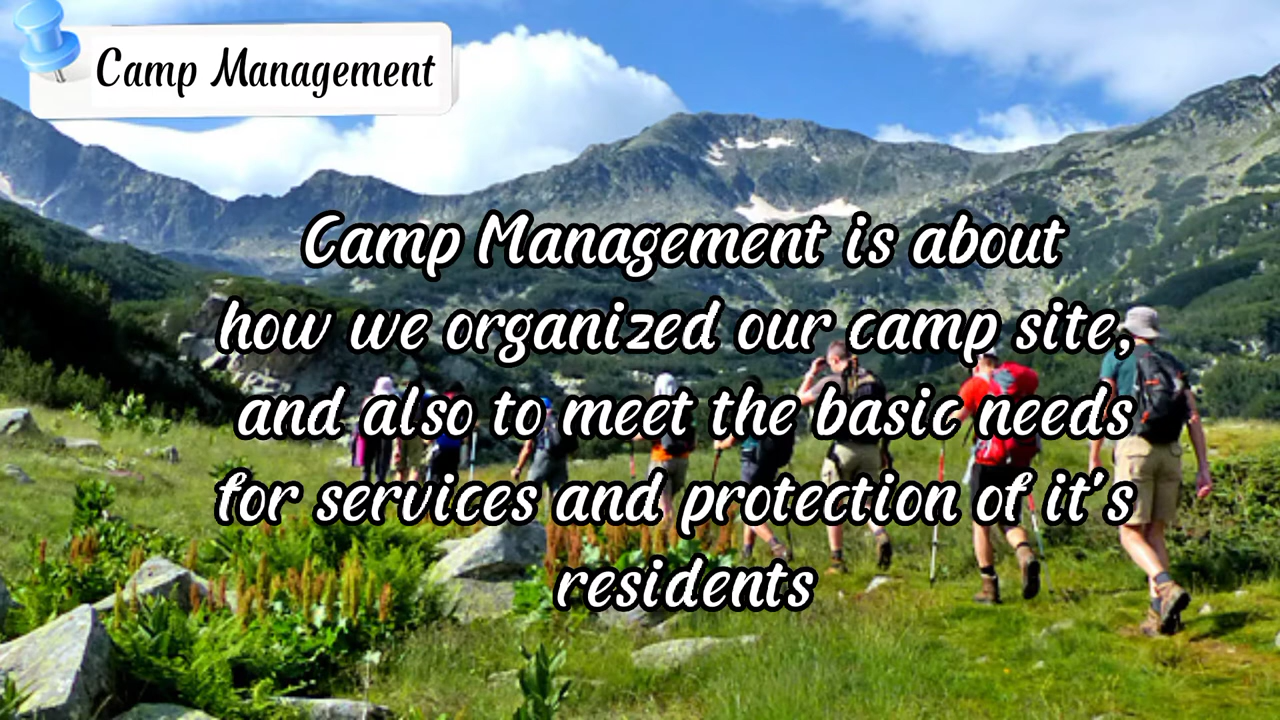 Camp Management
Camp Management is about
how we organized our camp site,
and also to meet the basic needs
for services and protection of it's
residents